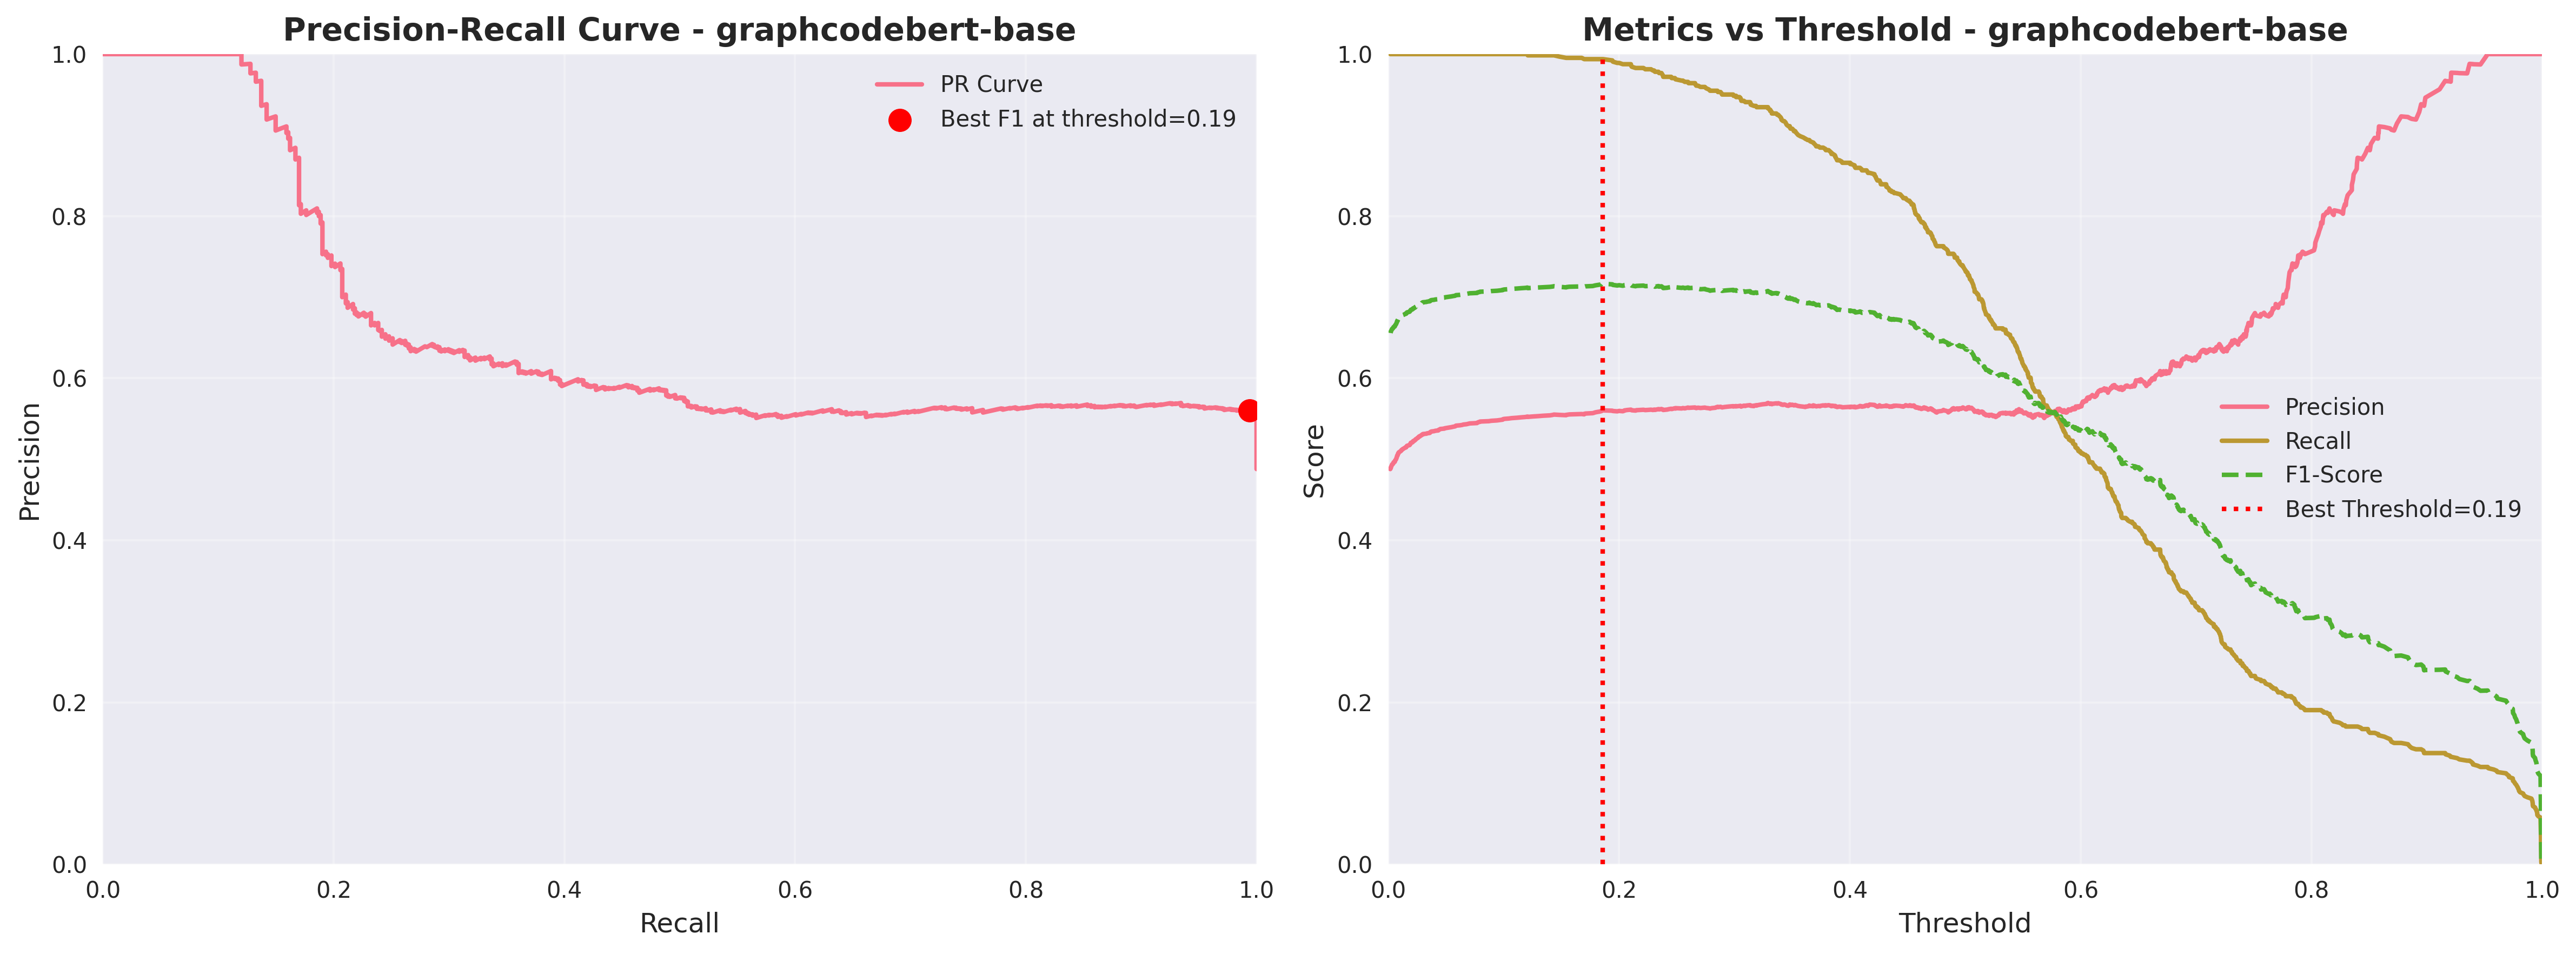 Precision-Recall Curve - graphcodebert-base
1.0
0.8
0.6
0.4
0.2
0.0
Precision
PR Curve
Best F1 at threshold=0.19
0.0 0.2 0.4 0.6 0.8 1.0
Recall
Metrics vs Threshold - graphcodebert-base
1.0
0.8
0.6
0.4
0.2
0.0
Score
Precision
Recall
F1-Score
Best Threshold=0.19
0.0 0.2 0.4 0.6 0.8 1.0
Threshold